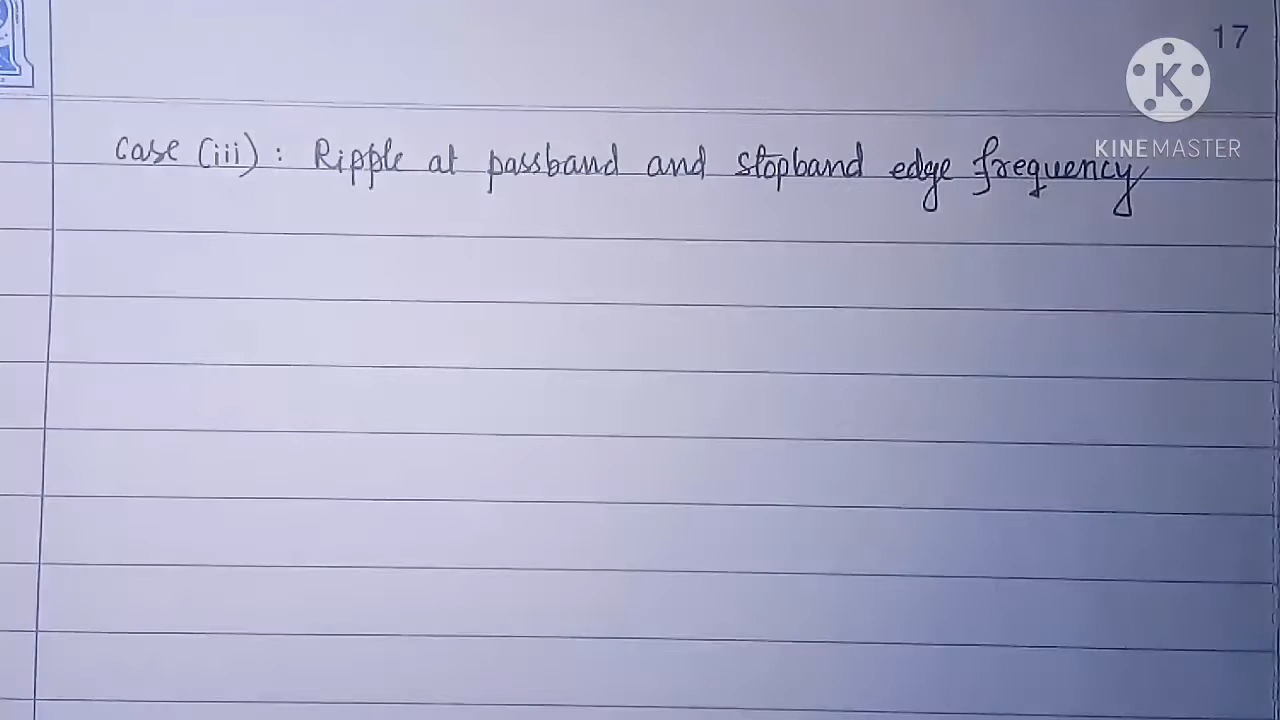 17
K
KINEMASTER
Case (iii) : Ripple at passband and stopband edge frequency